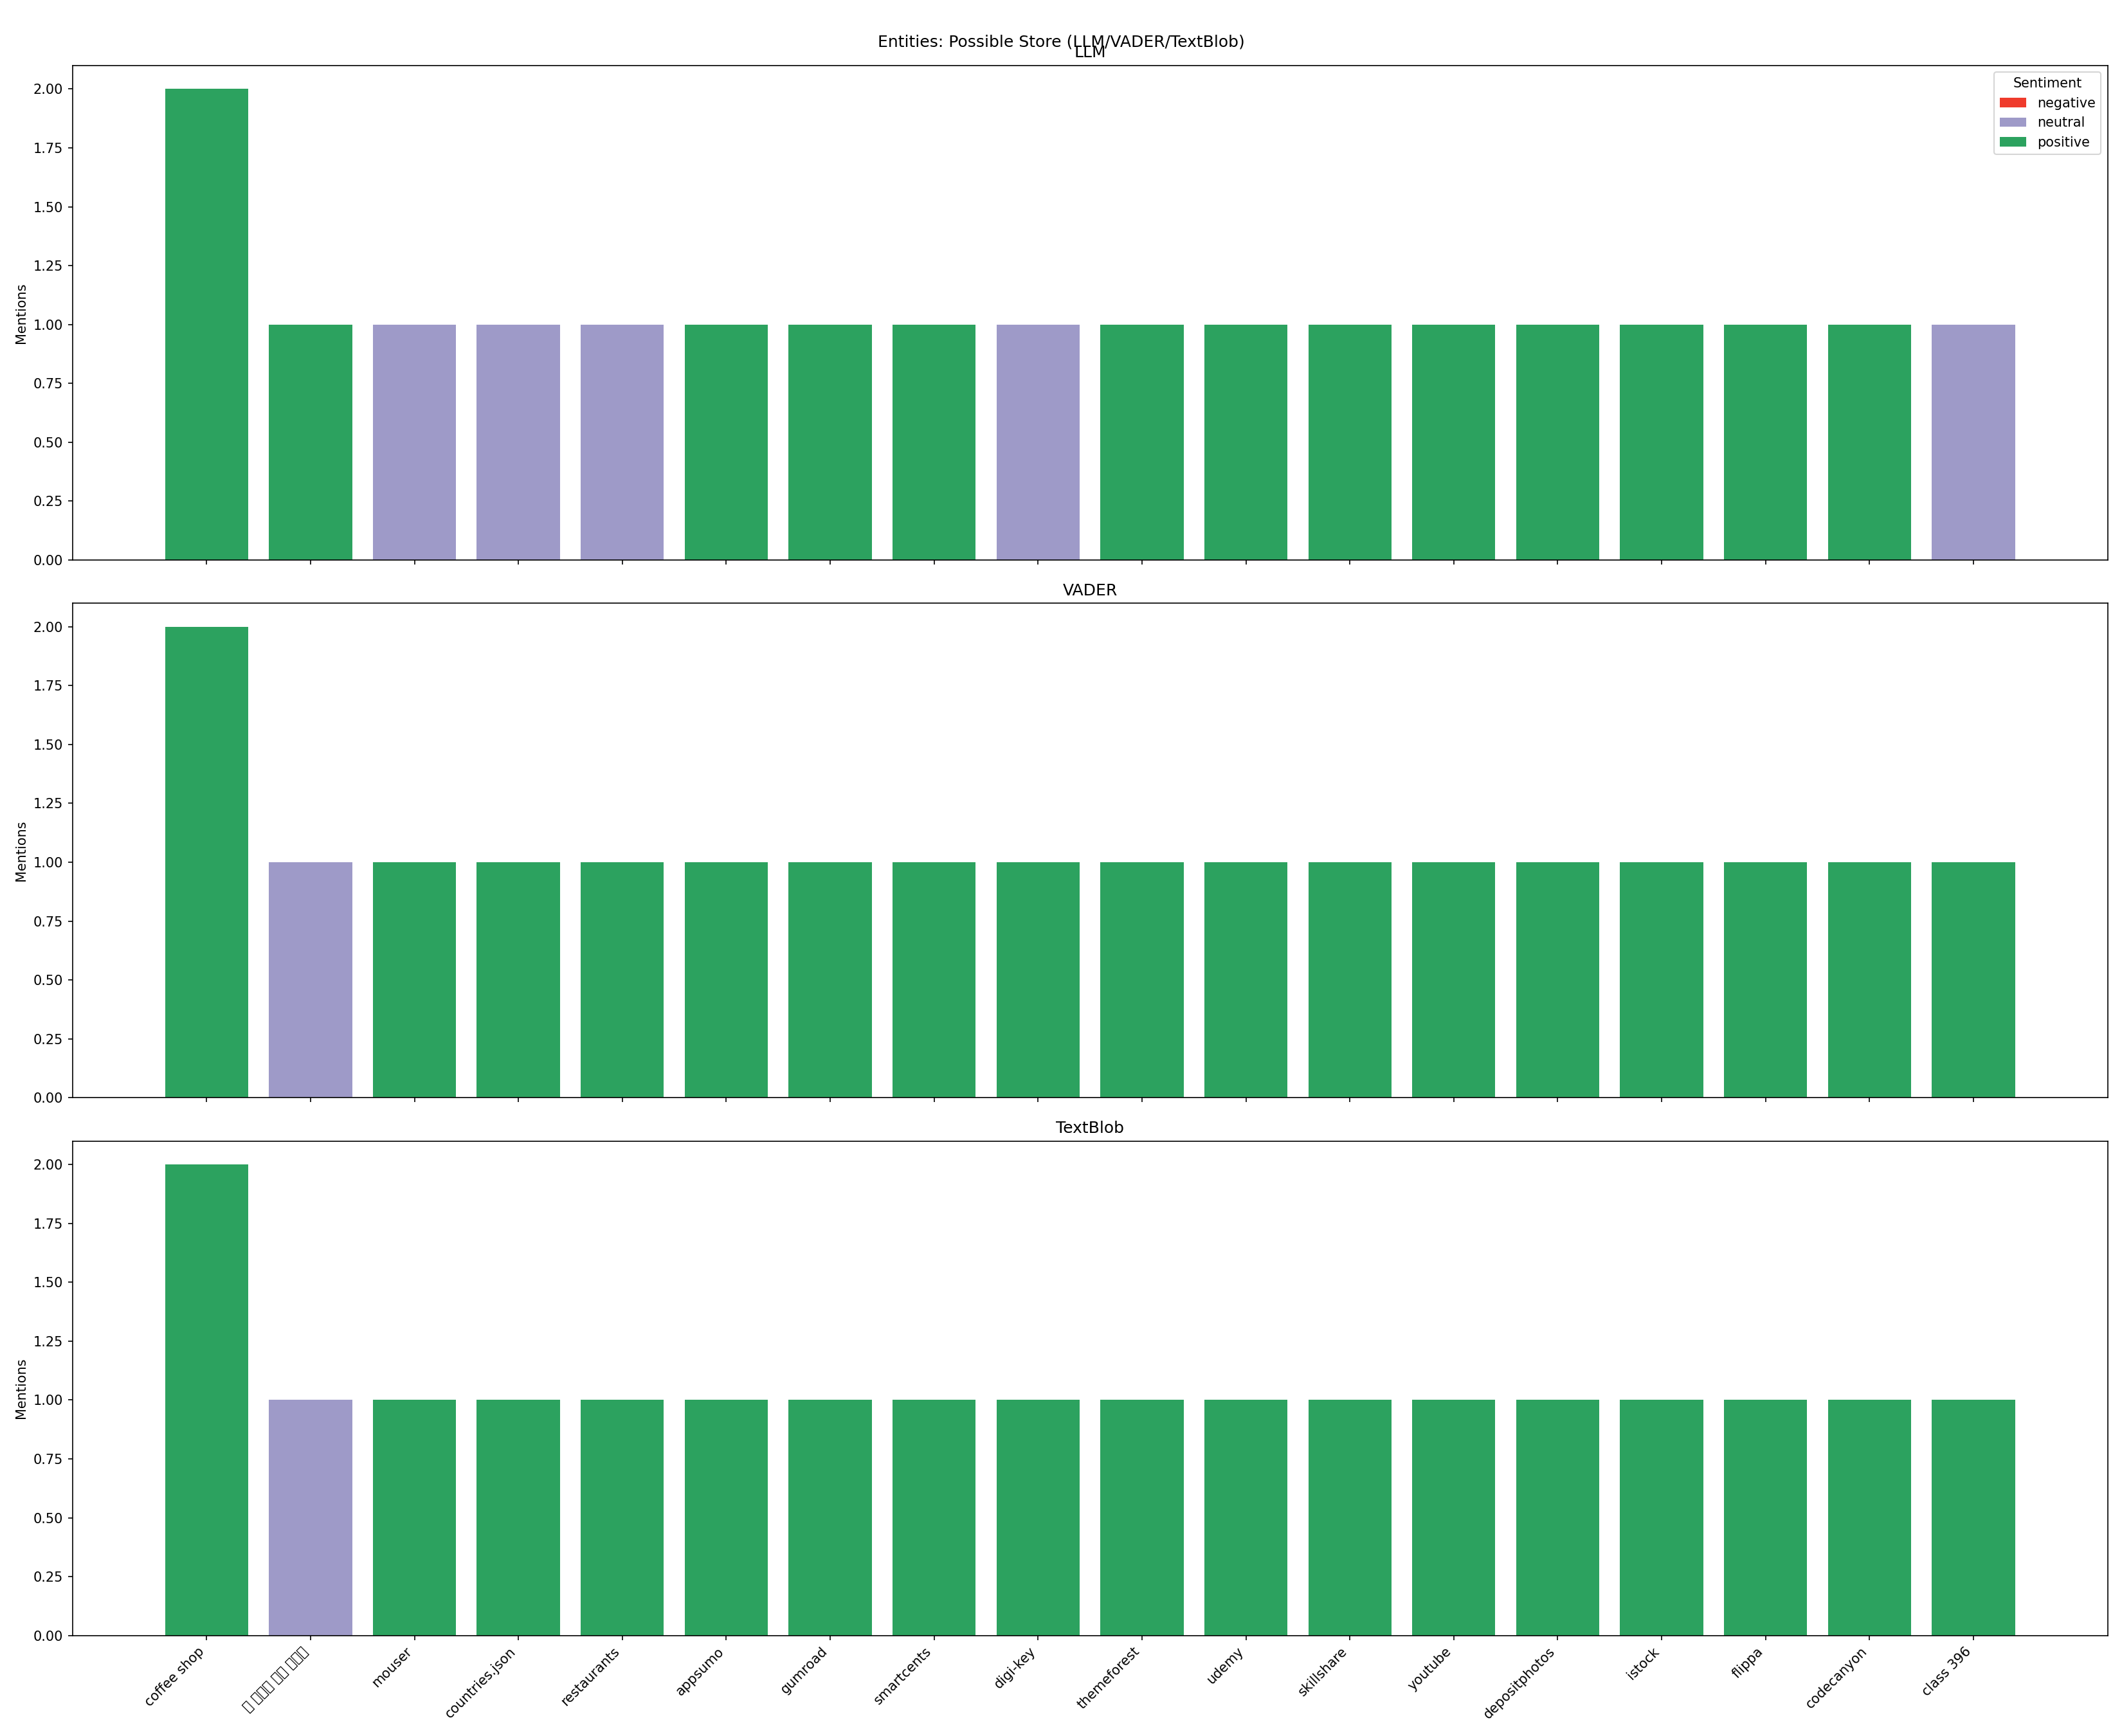 Entities: Possible Store (LLM/VADER/TextBlob)
LLM
Sentiment
negative
neutral
positive
Mentions
2.00
1.75
1.50
1.25
1.00
0.75
0.50
0.25
0.00
VADER
Mentions
2.00
1.75
1.50
1.25
1.00
0.75
0.50
0.25
0.00
TextBlob
Mentions
2.00
1.75
1.50
1.25
1.00
0.75
0.50
0.25
0.00
coffee shop
mouser
countries.json
restaurants
appsumo
gumroad
smartcents
digi-key
themeforest
udemy
skillshare
youtube
depositphotos
istock
flippa
codecanyon
class 396